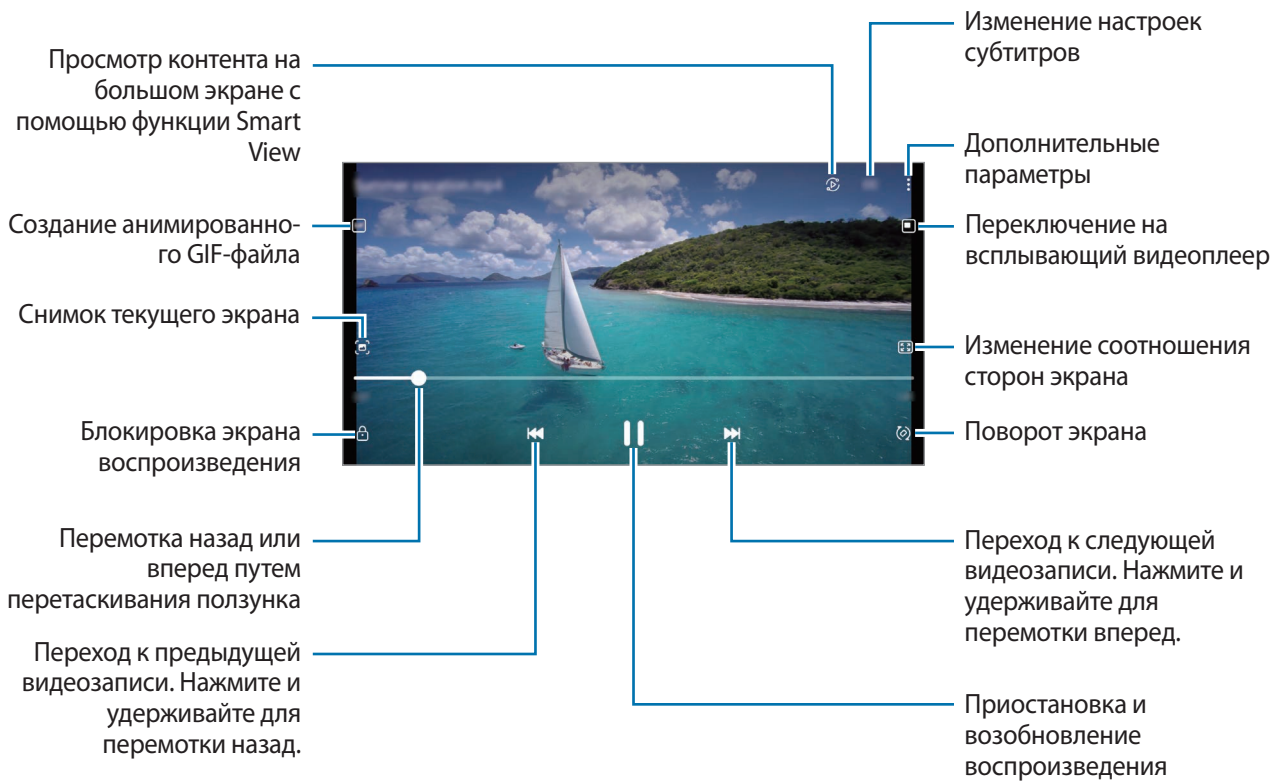 Просмотр контента на
большом экране с
помощью функции Smart
View
Создание анимированно-
го GIF-файла
Снимок текущего экрана
Блокировка экрана
воспроизведения
Перемотка назад или
вперед путем
перетаскивания ползунка
Переход к предыдущей
видеозаписи. Нажмите и
удерживайте для
перемотки назад.
Изменение настроек
субтитров
Дополнительные
параметры
Переключение на
всплывающий видеоплеер
Изменение соотношения
сторон экрана
Поворот экрана
Переход к следующей
видеозаписи. Нажмите и
удерживайте для
перемотки вперед.
Приостановка и
возобновление
воспроизведения